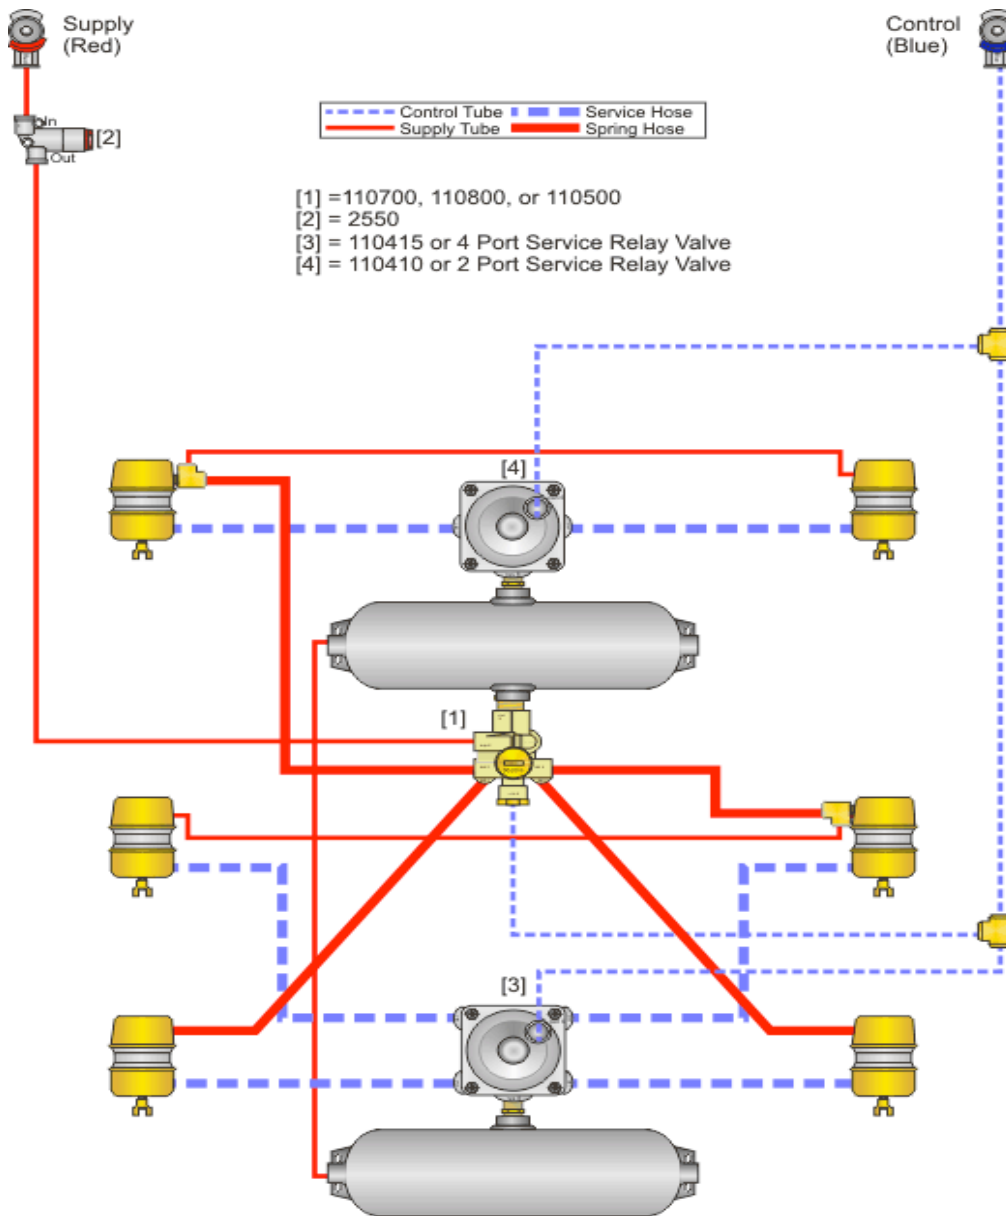 Supply
(Red)
Control
(Blue)
In
[2]
Out
Control Tube Service Hose
Supply Tube Spring Hose
[1] =110700, 110800, or 110500
[2] = 2550
[3] = 110415 or 4 Port Service Relay Valve
[4] = 110410 or 2 Port Service Relay Valve
[4]
[1]
[3]